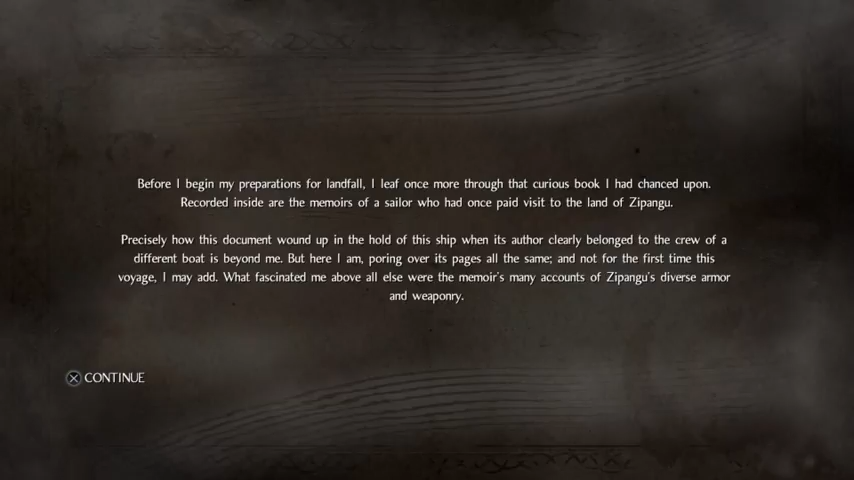 Before I begin my preparations for landfall, I leaf once more through that curious book I had chanced upon.
Recorded inside are the memoirs of a sailor who had once paid visit to the land of Zipangu.
Precisely how this document wound up in the hold of this ship when its author clearly belonged to the crew of a
different boat is beyond me. But here I am, poring over its pages all the same; and not for the first time this
voyage, I may add. What fascinated me above all else were the memoir's many accounts of Zipangu's diverse armor
and weaponry.
CONTINUE